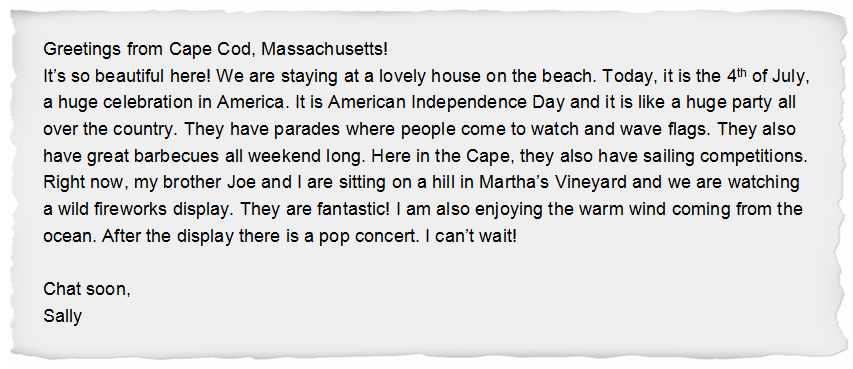 Greetings from Cape Cod, Massachusetts!
It’s so beautiful here! We are staying at a lovely house on the beach. Today, it is the 4th of July,
a huge celebration in America. It is American Independence Day and it is like a huge party all
over the country. They have parades where people come to watch and wave flags. They also
have great barbecues all weekend long. Here in the Cape, they also have sailing competitions.
Right now, my brother Joe and I are sitting on a hill in Martha’s Vineyard and we are watching
a wild fireworks display. They are fantastic! I am also enjoying the warm wind coming from the
ocean. After the display there is a pop concert. I can’t wait!
Chat soon,
Sally